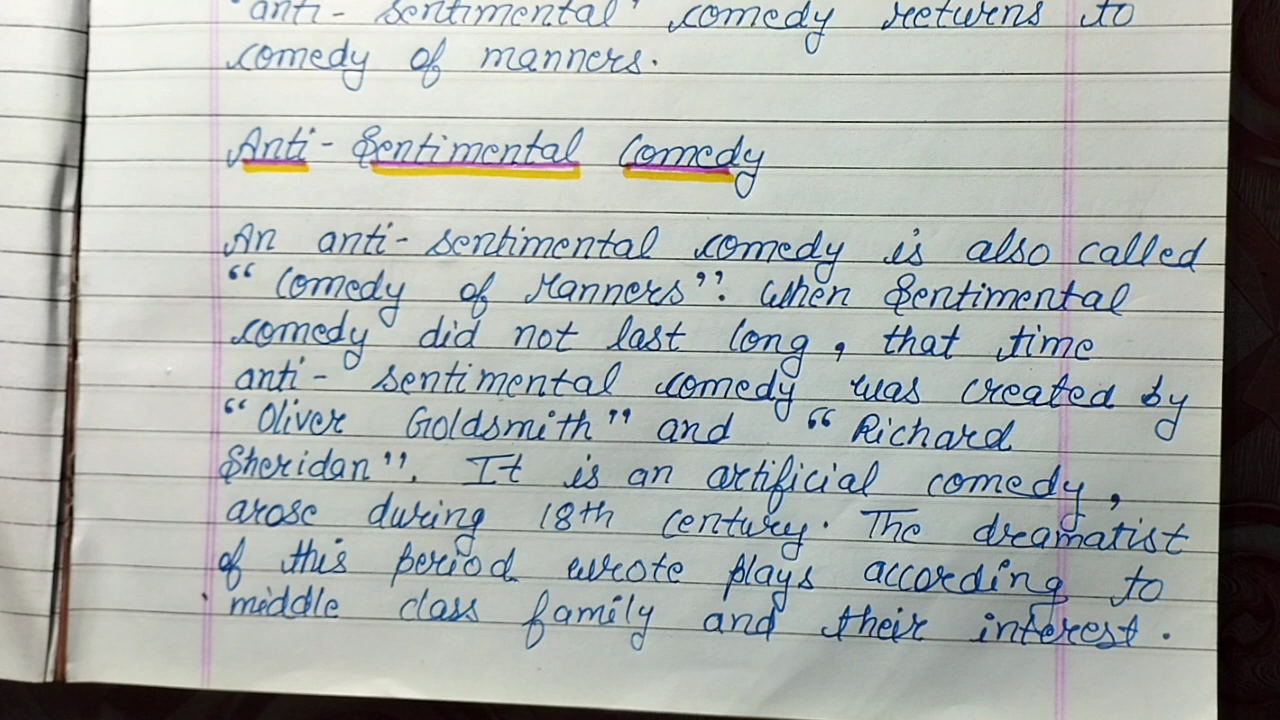 "anti - sentimental" comedy returns to
comedy of manners.
Anti - Sentimental Comedy
An anti - sentimental comedy is also called
"Comedy of Manners". When Sentimental
comedy did not last long, that time
anti - sentimental comedy was created by
"Oliver Goldsmith" and "Richard
Sheridan". It is an artificial comedy,
arose during 18th century. The dramatist
of this period wrote plays according to
middle class family and their interest.